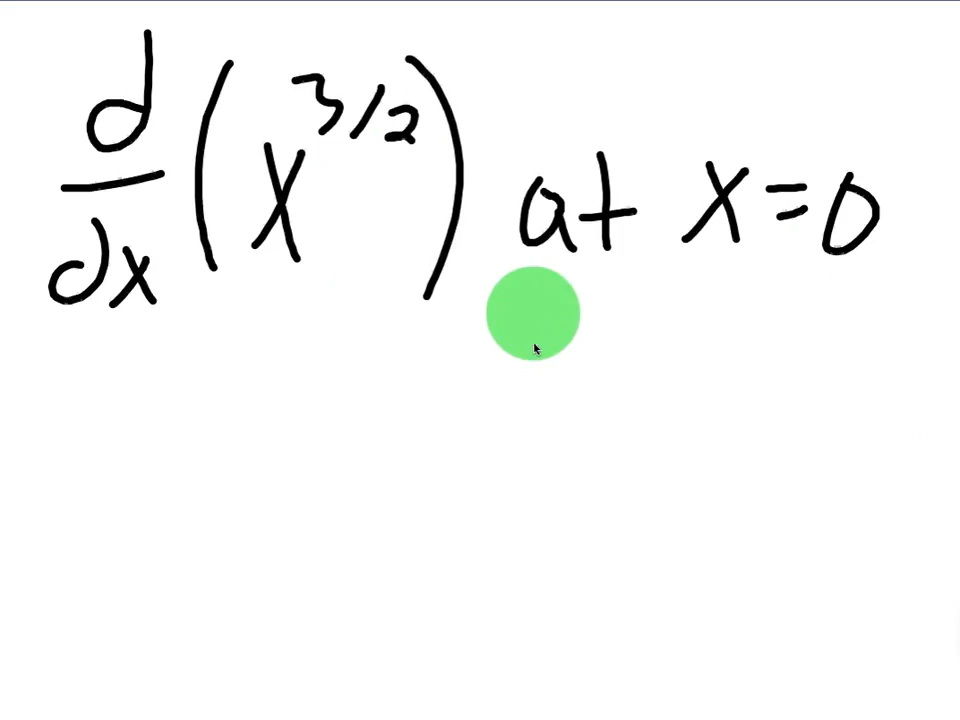 d/dx (x^{3/2}) at x=0